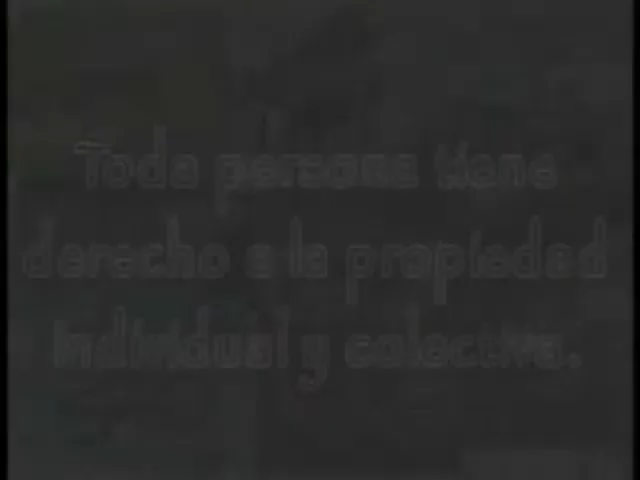 Toda persona tiene
derecho a la propiedad
individual y colectiva.